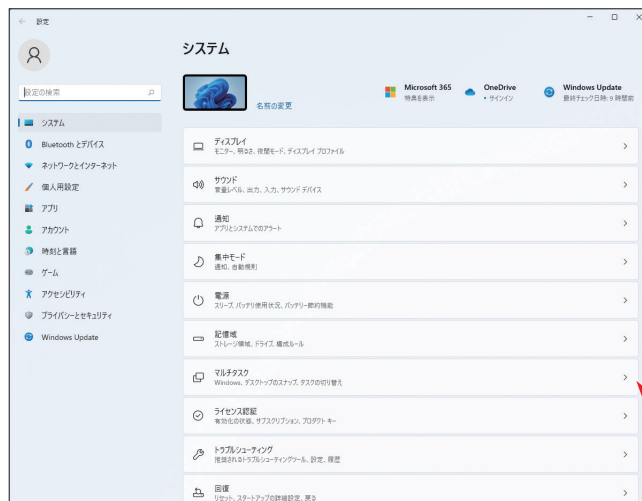 設定
システム
設定の検索
名前の変更
Microsoft 365
特典を表示
OneDrive
• サインイン
Windows Update
最終チェック日時: 9 時間前
システム
Bluetooth とデバイス
ネットワークとインターネット
個人用設定
アプリ
アカウント
時刻と言語
ゲーム
アクセシビリティ
プライバシーとセキュリティ
Windows Update
ディスプレイ
モニター、明るさ、夜間モード、ディスプレイ プロファイル
サウンド
音量レベル、出力、入力、サウンド デバイス
通知
アプリとシステムでのアラート
集中モード
通知、自動規則
電源
スリープ、バッテリ使用状況、バッテリー節約機能
記憶域
ストレージ領域、ドライブ、構成ルール
マルチタスク
Windows、デスクトップのスナップ、タスクの切り替え
ライセンス認証
有効化の状態、サブスクリプション、プロダクト キー
トラブルシューティング
推奨されるトラブルシューティングツール、設定、履歴
回復
リセット、スタートアップの詳細設定、戻る